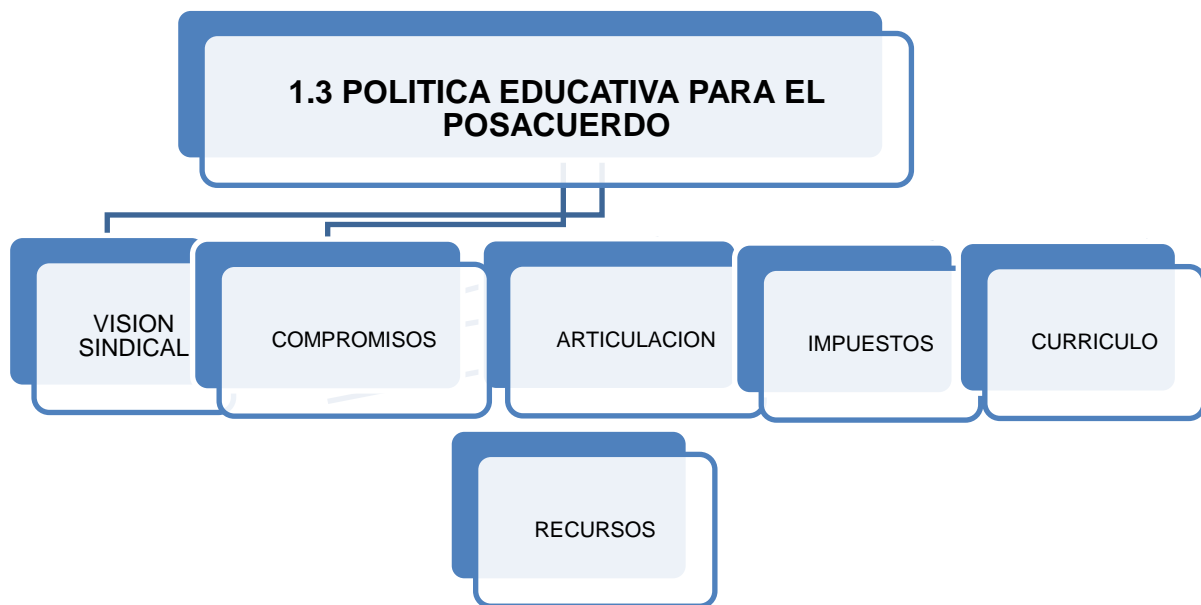 1.3 POLITICA EDUCATIVA PARA EL
POSACUERDO
VISION
SINDICAL
COMPROMISOS
ARTICULACION
IMPUESTOS
CURRICULO
RECURSOS